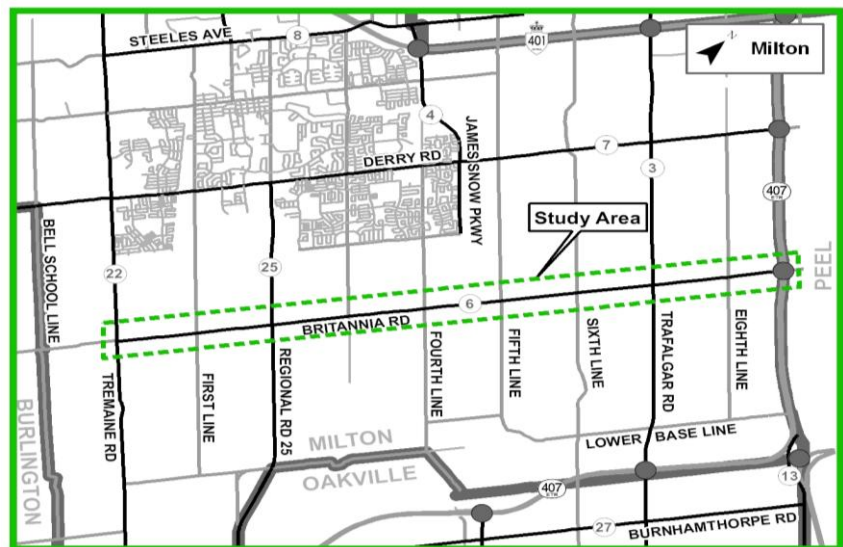 STEELES AVE
8
401
N
Milton
4
JAMES SNOW PKWY
DERRY RD
7
3
407
ETR
Study Area
PEEL
BELL SCHOOL LINE
22
25
6
BRITANNIA RD
BURLINGTON
TREMAINE RD
FIRST LINE
REGIONAL RD 25
FOURTH LINE
FIFTH LINE
SIXTH LINE
TRAFALGAR RD
EIGHTH LINE
MILTON
OAKVILLE
LOWER BASE LINE
407
ETR
13
27
BURNHAMTHORPE RD